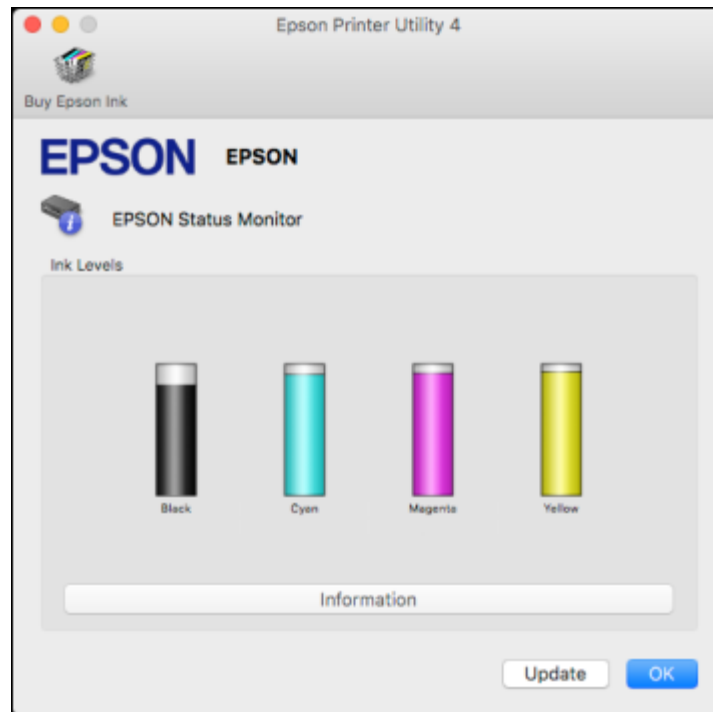 Epson Printer Utility 4
Buy Epson Ink
EPSON EPSON
EPSON Status Monitor
Ink Levels
Black Cyan Magenta Yellow
Information
Update OK